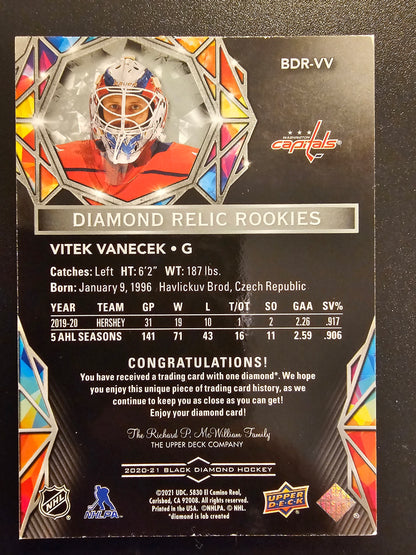 BDR-VV
WASHINGTON
capitals
DIAMOND RELIC ROOKIES
VITEK VANECEK • G
Catches: Left HT: 6'2" WT: 187 lbs.
Born: January 9, 1996 Havlickuv Brod, Czech Republic
YEAR TEAM GP W L T/OT SO GAA SV%
2019-20 HERSHEY 31 19 10 1 2 2.26 .917
5 AHL SEASONS 141 71 43 16 11 2.59 .906
CONGRATULATIONS!
You have received a trading card with one diamond*. We hope
you enjoy this unique piece of trading card history, as we
continue to keep you as close as you can get!
Enjoy your diamond card!
The Richard P. McWilliam Family
THE UPPER DECK COMPANY
2020-21 BLACK DIAMOND HOCKEY
©2021 UDC. 5830 El Camino Real,
Carlsbad, CA 92008. All Rights Reserved.
Printed in the USA. ©NHLPA. © NHL.
*diamond is lab created
NHL
NHLPA
UPPER DECK